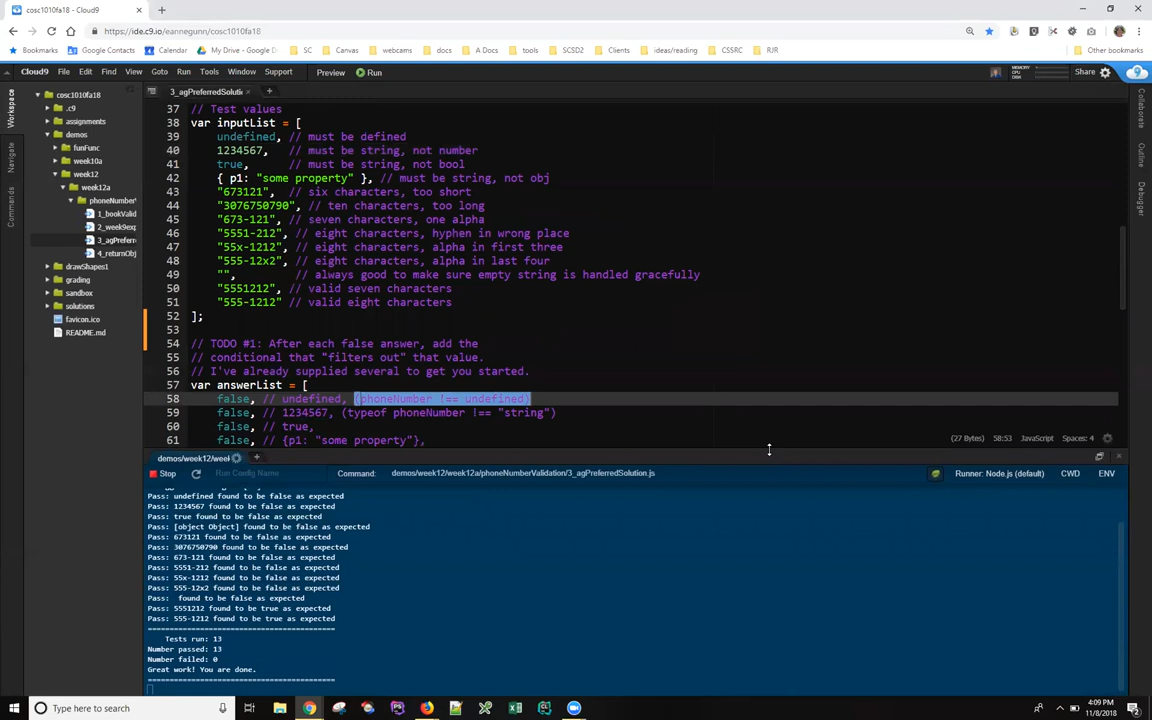 cosc1010fa18 - Cloud9
https://ide.c9.io/eannegunn/cosc1010fa18
Bookmarks Google Contacts Calendar My Drive - Google D SC Canvas webcams docs A Docs tools SCSD2 Clients ideas/reading CSSRC RJR Other bookmarks
Cloud9 File Edit Find View Goto Run Tools Window Support Preview Run MEMORY CPU DISK Share
Workspace
Navigate
Commands
Collaborate
Outline
Debugger
cosc1010fa18
.c9
assignments
demos
funFunc
week10a
week12
week12a
phoneNumber
1_bookValid
2_week9exp
3_agPreferr
4_returnObj
drawShapes1
grading
sandbox
solutions
favicon.ico
README.md
3_agPreferredSolutio
37 // Test values
38 var inputList = [
39 undefined, // must be defined
40 1234567, // must be string, not number
41 true, // must be string, not bool
42 { p1: "some property" }, // must be string, not obj
43 "673121", // six characters, too short
44 "3076750790", // ten characters, too long
45 "673-121", // seven characters, one alpha
46 "5551-212", // eight characters, hyphen in wrong place
47 "55x-1212", // eight characters, alpha in first three
48 "555-12x2", // eight characters, alpha in last four
49 "", // always good to make sure empty string is handled gracefully
50 "5551212", // valid seven characters
51 "555-1212" // valid eight characters
52 ];
53
54 // TODO #1: After each false answer, add the
55 // conditional that "filters out" that value.
56 // I've already supplied several to get you started.
57 var answerList = [
58 false, // undefined, (phoneNumber !== undefined)
59 false, // 1234567, (typeof phoneNumber !== "string")
60 false, // true,
61 false, // {p1: "some property"},
(27 Bytes) 58:53 JavaScript Spaces: 4
demos/week12/week
Stop Run Config Name Command: demos/week12/week12a/phoneNumberValidation/3_agPreferredSolution.js Runner: Node.js (default) CWD ENV
Pass: undefined found to be false as expected
Pass: 1234567 found to be false as expected
Pass: true found to be false as expected
Pass: [object Object] found to be false as expected
Pass: 673121 found to be false as expected
Pass: 3076750790 found to be false as expected
Pass: 673-121 found to be false as expected
Pass: 5551-212 found to be false as expected
Pass: 55x-1212 found to be false as expected
Pass: 555-12x2 found to be false as expected
Pass:  found to be false as expected
Pass: 5551212 found to be true as expected
Pass: 555-1212 found to be true as expected
==========================================
Tests run: 13
Number passed: 13
Number failed: 0
Great work! You are done.
==========================================
Type here to search
4:09 PM
11/8/2018